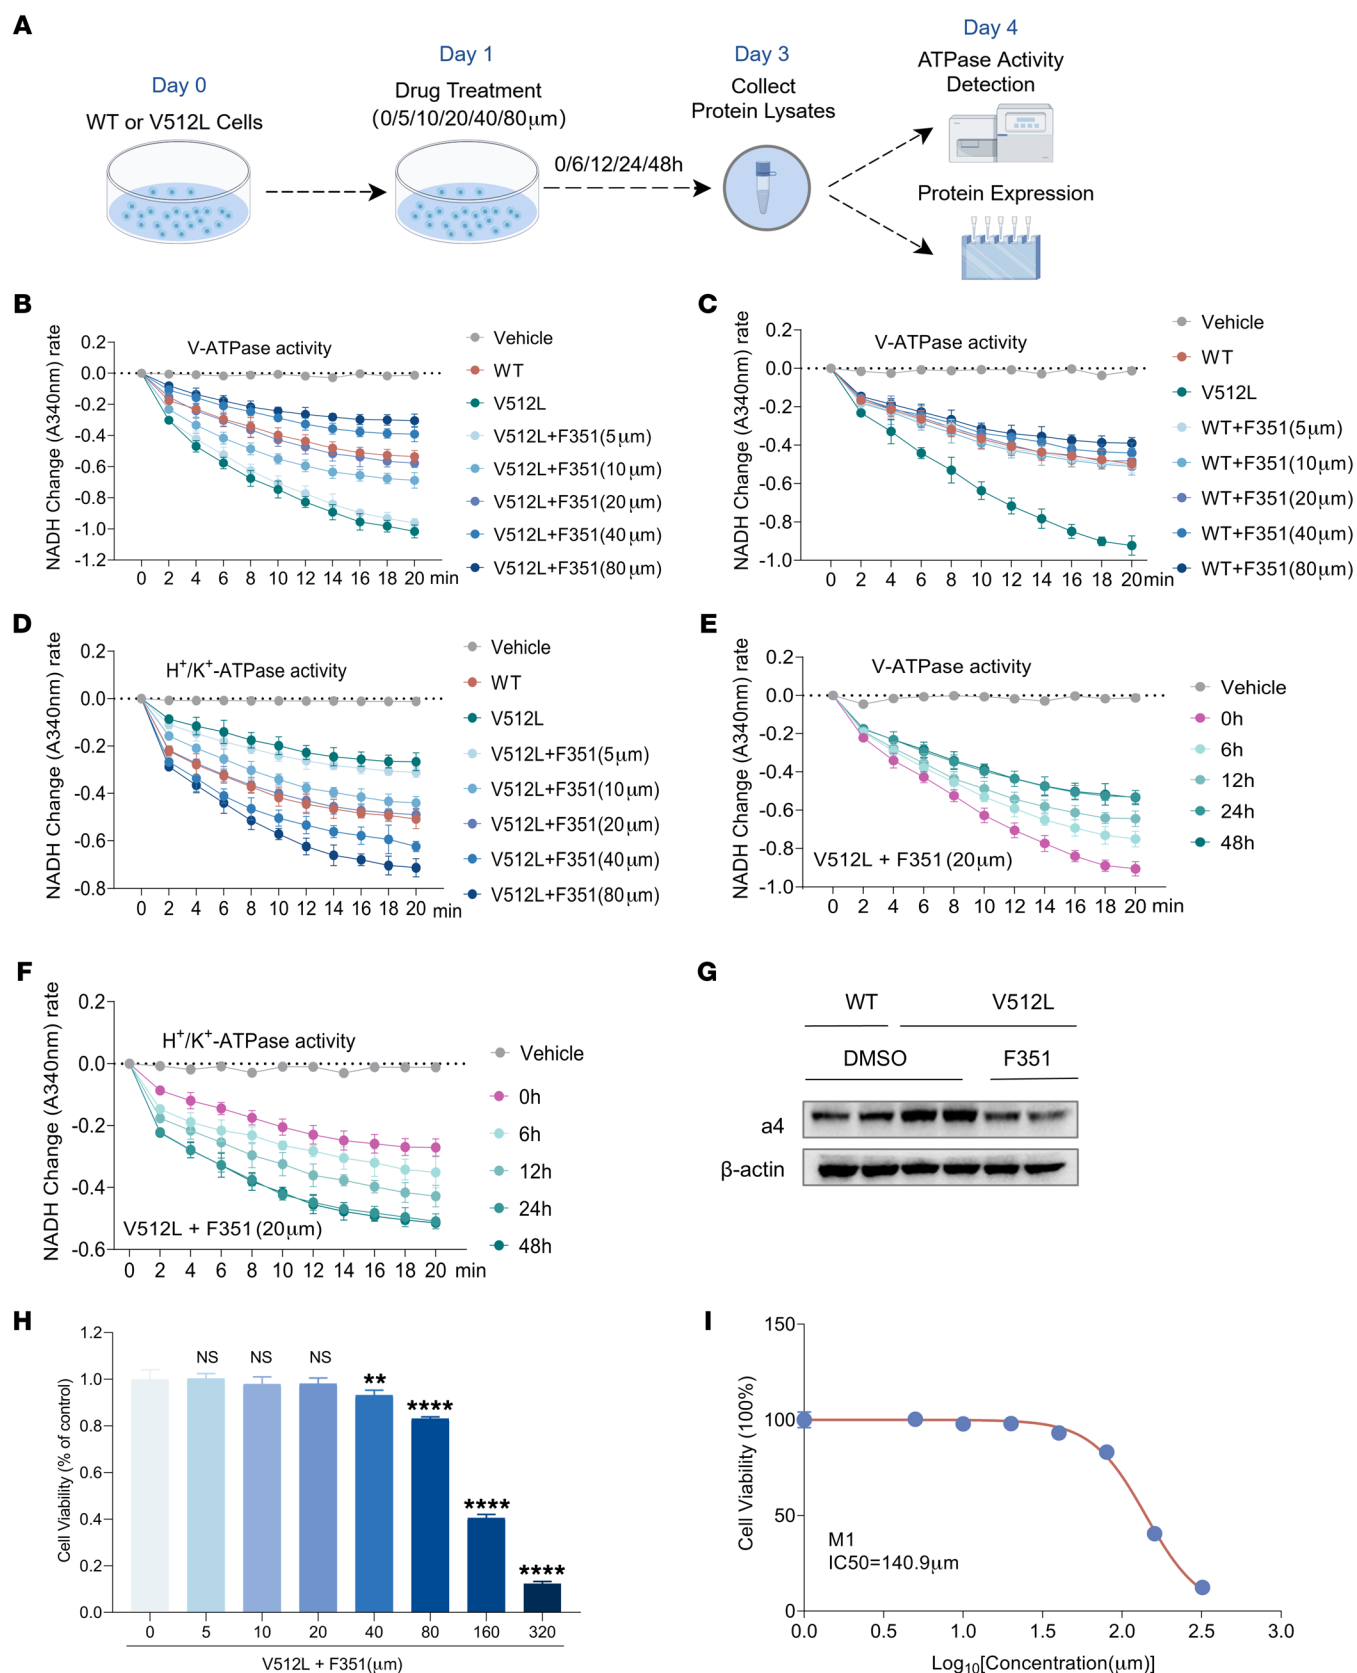 A
Day 0
WT or V512L Cells
Day 1
Drug Treatment
(0/5/10/20/40/80μm)
0/6/12/24/48h
Day 3
Collect
Protein Lysates
Day 4
ATPase Activity
Detection
Protein Expression
B
NADH Change (A340nm) rate
V-ATPase activity
0.2
0.0
-0.2
-0.4
-0.6
-0.8
-1.0
-1.2
0 2 4 6 8 10 12 14 16 18 20 min
Vehicle
WT
V512L
V512L+F351(5μm)
V512L+F351(10μm)
V512L+F351(20μm)
V512L+F351(40μm)
V512L+F351(80μm)
C
NADH Change (A340nm) rate
V-ATPase activity
0.2
0.0
-0.2
-0.4
-0.6
-0.8
-1.0
0 2 4 6 8 10 12 14 16 18 20 min
Vehicle
WT
V512L
WT+F351(5μm)
WT+F351(10μm)
WT+F351(20μm)
WT+F351(40μm)
WT+F351(80μm)
D
NADH Change (A340nm) rate
H+/K+-ATPase activity
0.2
0.0
-0.2
-0.4
-0.6
-0.8
0 2 4 6 8 10 12 14 16 18 20 min
Vehicle
WT
V512L
V512L+F351(5μm)
V512L+F351(10μm)
V512L+F351(20μm)
V512L+F351(40μm)
V512L+F351(80μm)
E
NADH Change (A340nm) rate
V-ATPase activity
0.2
0.0
-0.2
-0.4
-0.6
-0.8
-1.0
V512L + F351(20μm)
0 2 4 6 8 10 12 14 16 18 20 min
Vehicle
0h
6h
12h
24h
48h
F
NADH Change (A340nm) rate
H+/K+-ATPase activity
0.2
0.0
-0.2
-0.4
-0.6
V512L + F351(20μm)
0 2 4 6 8 10 12 14 16 18 20 min
Vehicle
0h
6h
12h
24h
48h
G
WT V512L
DMSO F351
a4
β-actin
H
Cell Viability (% of control)
1.2
1.0
0.8
0.6
0.4
0.2
0.0
NS NS NS ** **** **** ****
0 5 10 20 40 80 160 320
V512L + F351(μm)
I
Cell Viability (100%)
150
100
50
0
M1
IC50=140.9μm
0.0 0.5 1.0 1.5 2.0 2.5 3.0
Log10[Concentration(μm)]